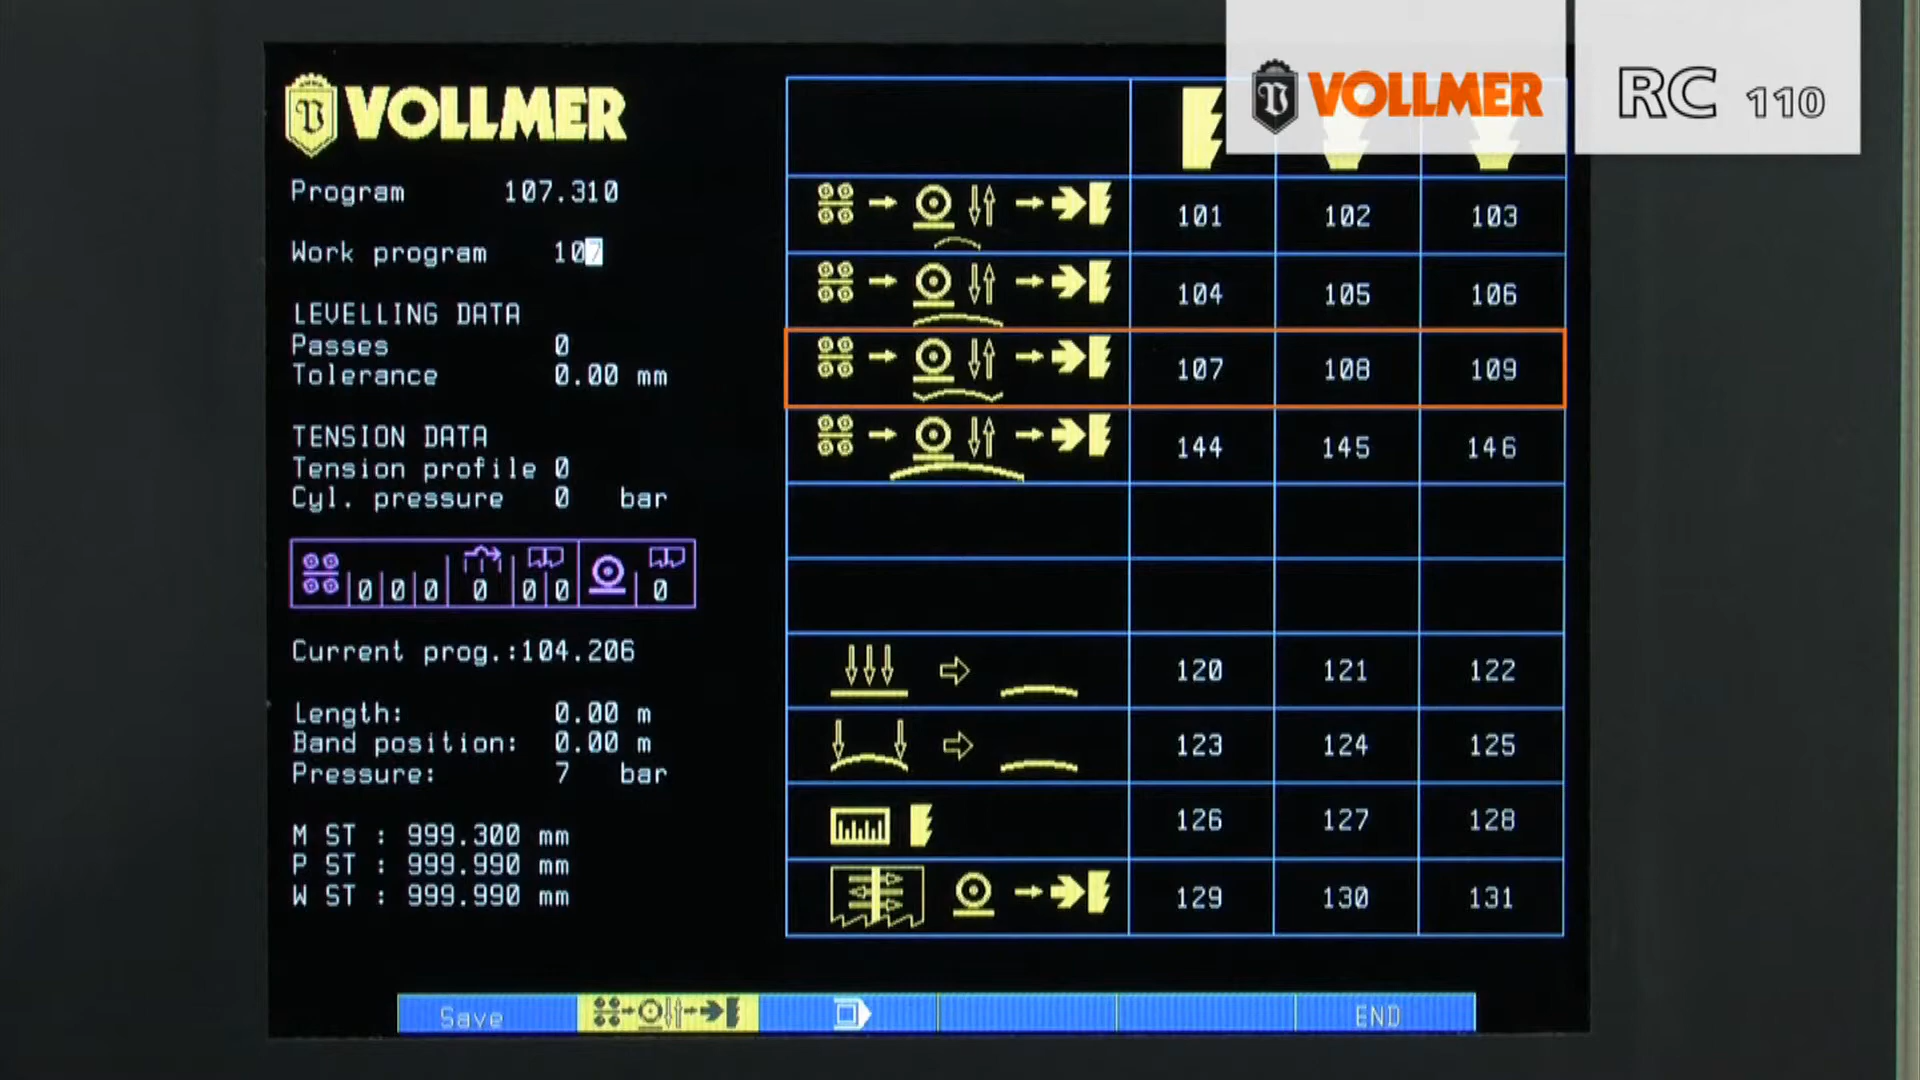 VOLLMER
RC 110
VOLLMER
Program 107.310
Work program 107
LEVELLING DATA
Passes 0
Tolerance 0.00 mm
TENSION DATA
Tension profile 0
Cyl. pressure 0 bar
0 0 0 0 0 0 0
Current prog.:104.206
Length: 0.00 m
Band position: 0.00 m
Pressure: 7 bar
M ST : 999.300 mm
P ST : 999.990 mm
W ST : 999.990 mm
101 102 103
104 105 106
107 108 109
144 145 146
120 121 122
123 124 125
126 127 128
129 130 131
Save
END